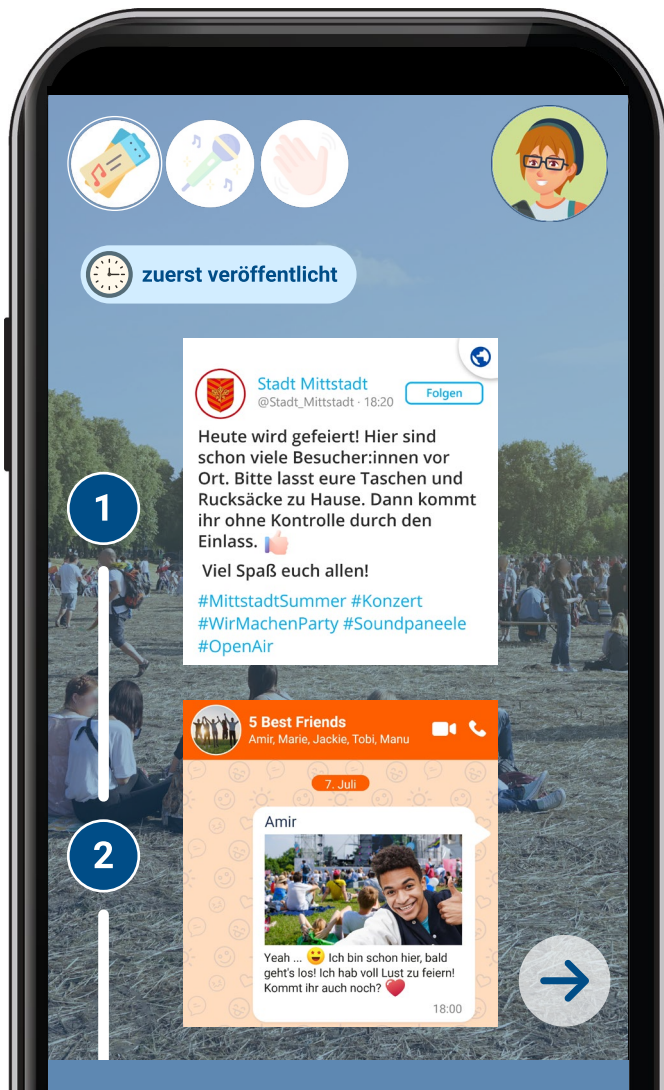 zuerst veröffentlicht
Stadt Mittstadt
@Stadt_Mittstadt · 18:20
Folgen
Heute wird gefeiert! Hier sind
schon viele Besucher:innen vor
Ort. Bitte lasst eure Taschen und
Rucksäcke zu Hause. Dann kommt
ihr ohne Kontrolle durch den
Einlass.
Viel Spaß euch allen!
#MittstadtSummer #Konzert
#WirMachenParty #Soundpaneele
#OpenAir
1
5 Best Friends
Amir, Marie, Jackie, Tobi, Manu
7. Juli
Amir
2
Yeah ... 😃 Ich bin schon hier, bald
geht's los! Ich hab voll Lust zu feiern!
Kommt ihr auch noch? ❤️
18:00